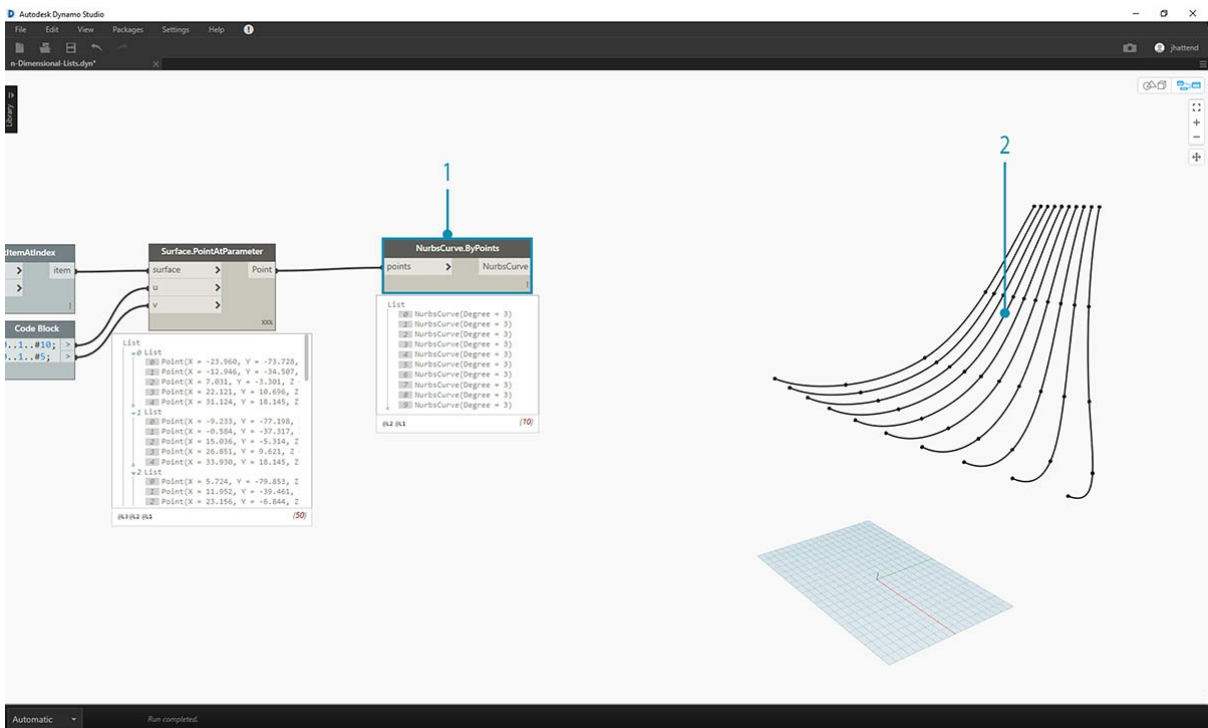 Autodesk Dynamo Studio
File Edit View Packages Settings Help
jhattend
n-Dimensional-Lists.dyn*
Library
1
2
tItemAtIndex
item
Surface.PointAtParameter
surface > Point
u >
v >
XXX
NurbsCurve.ByPoints
points > NurbsCurve
Code Block
..1..#10; >
..1..#5; >
List
0 List
0 Point(X = -23.960, Y = -73.728,
1 Point(X = -12.946, Y = -34.507,
2 Point(X = 7.031, Y = -3.301, Z
3 Point(X = 22.121, Y = 10.696, Z
4 Point(X = 31.124, Y = 18.145, Z
1 List
0 Point(X = -9.233, Y = -77.198,
1 Point(X = -0.584, Y = -37.317,
2 Point(X = 15.036, Y = -5.314, Z
3 Point(X = 26.851, Y = 9.621, Z
4 Point(X = 33.930, Y = 18.145, Z
2 List
0 Point(X = 5.724, Y = -79.853,
1 Point(X = 11.952, Y = -39.461,
2 Point(X = 23.156, Y = -6.844, Z
@L3 @L2 @L1 {50}
List
0 NurbsCurve(Degree = 3)
1 NurbsCurve(Degree = 3)
2 NurbsCurve(Degree = 3)
3 NurbsCurve(Degree = 3)
4 NurbsCurve(Degree = 3)
5 NurbsCurve(Degree = 3)
6 NurbsCurve(Degree = 3)
7 NurbsCurve(Degree = 3)
8 NurbsCurve(Degree = 3)
9 NurbsCurve(Degree = 3)
@L2 @L1 {10}
Automatic
Run completed.